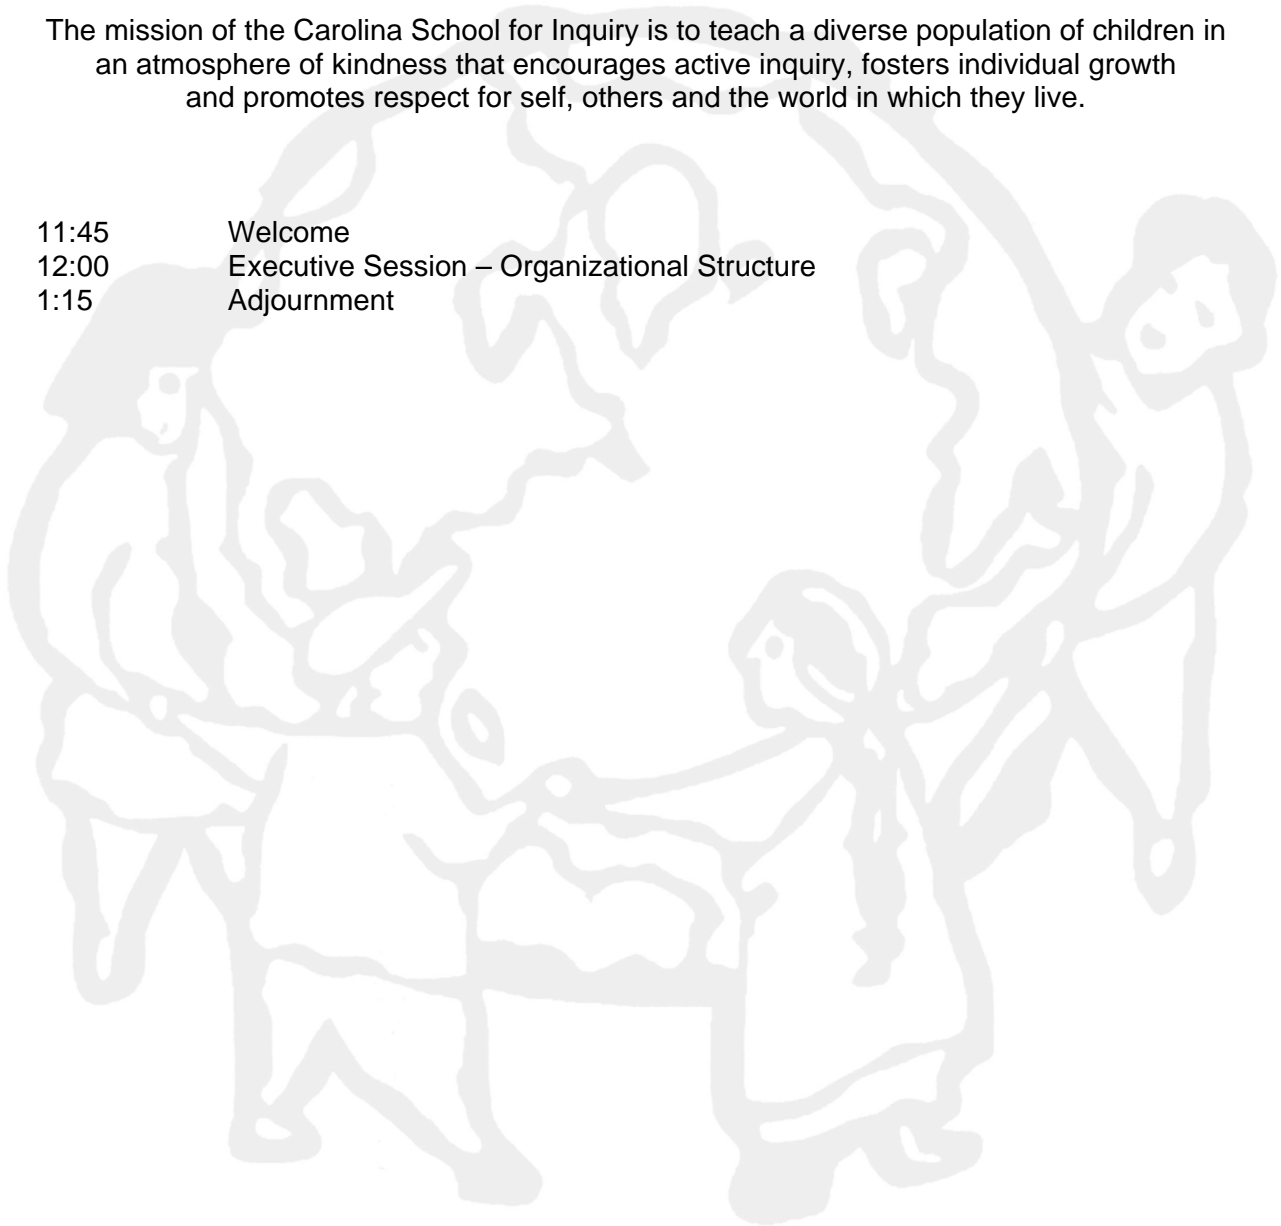 The mission of the Carolina School for Inquiry is to teach a diverse population of children in
an atmosphere of kindness that encourages active inquiry, fosters individual growth
and promotes respect for self, others and the world in which they live.
11:45 Welcome
12:00 Executive Session – Organizational Structure
1:15 Adjournment